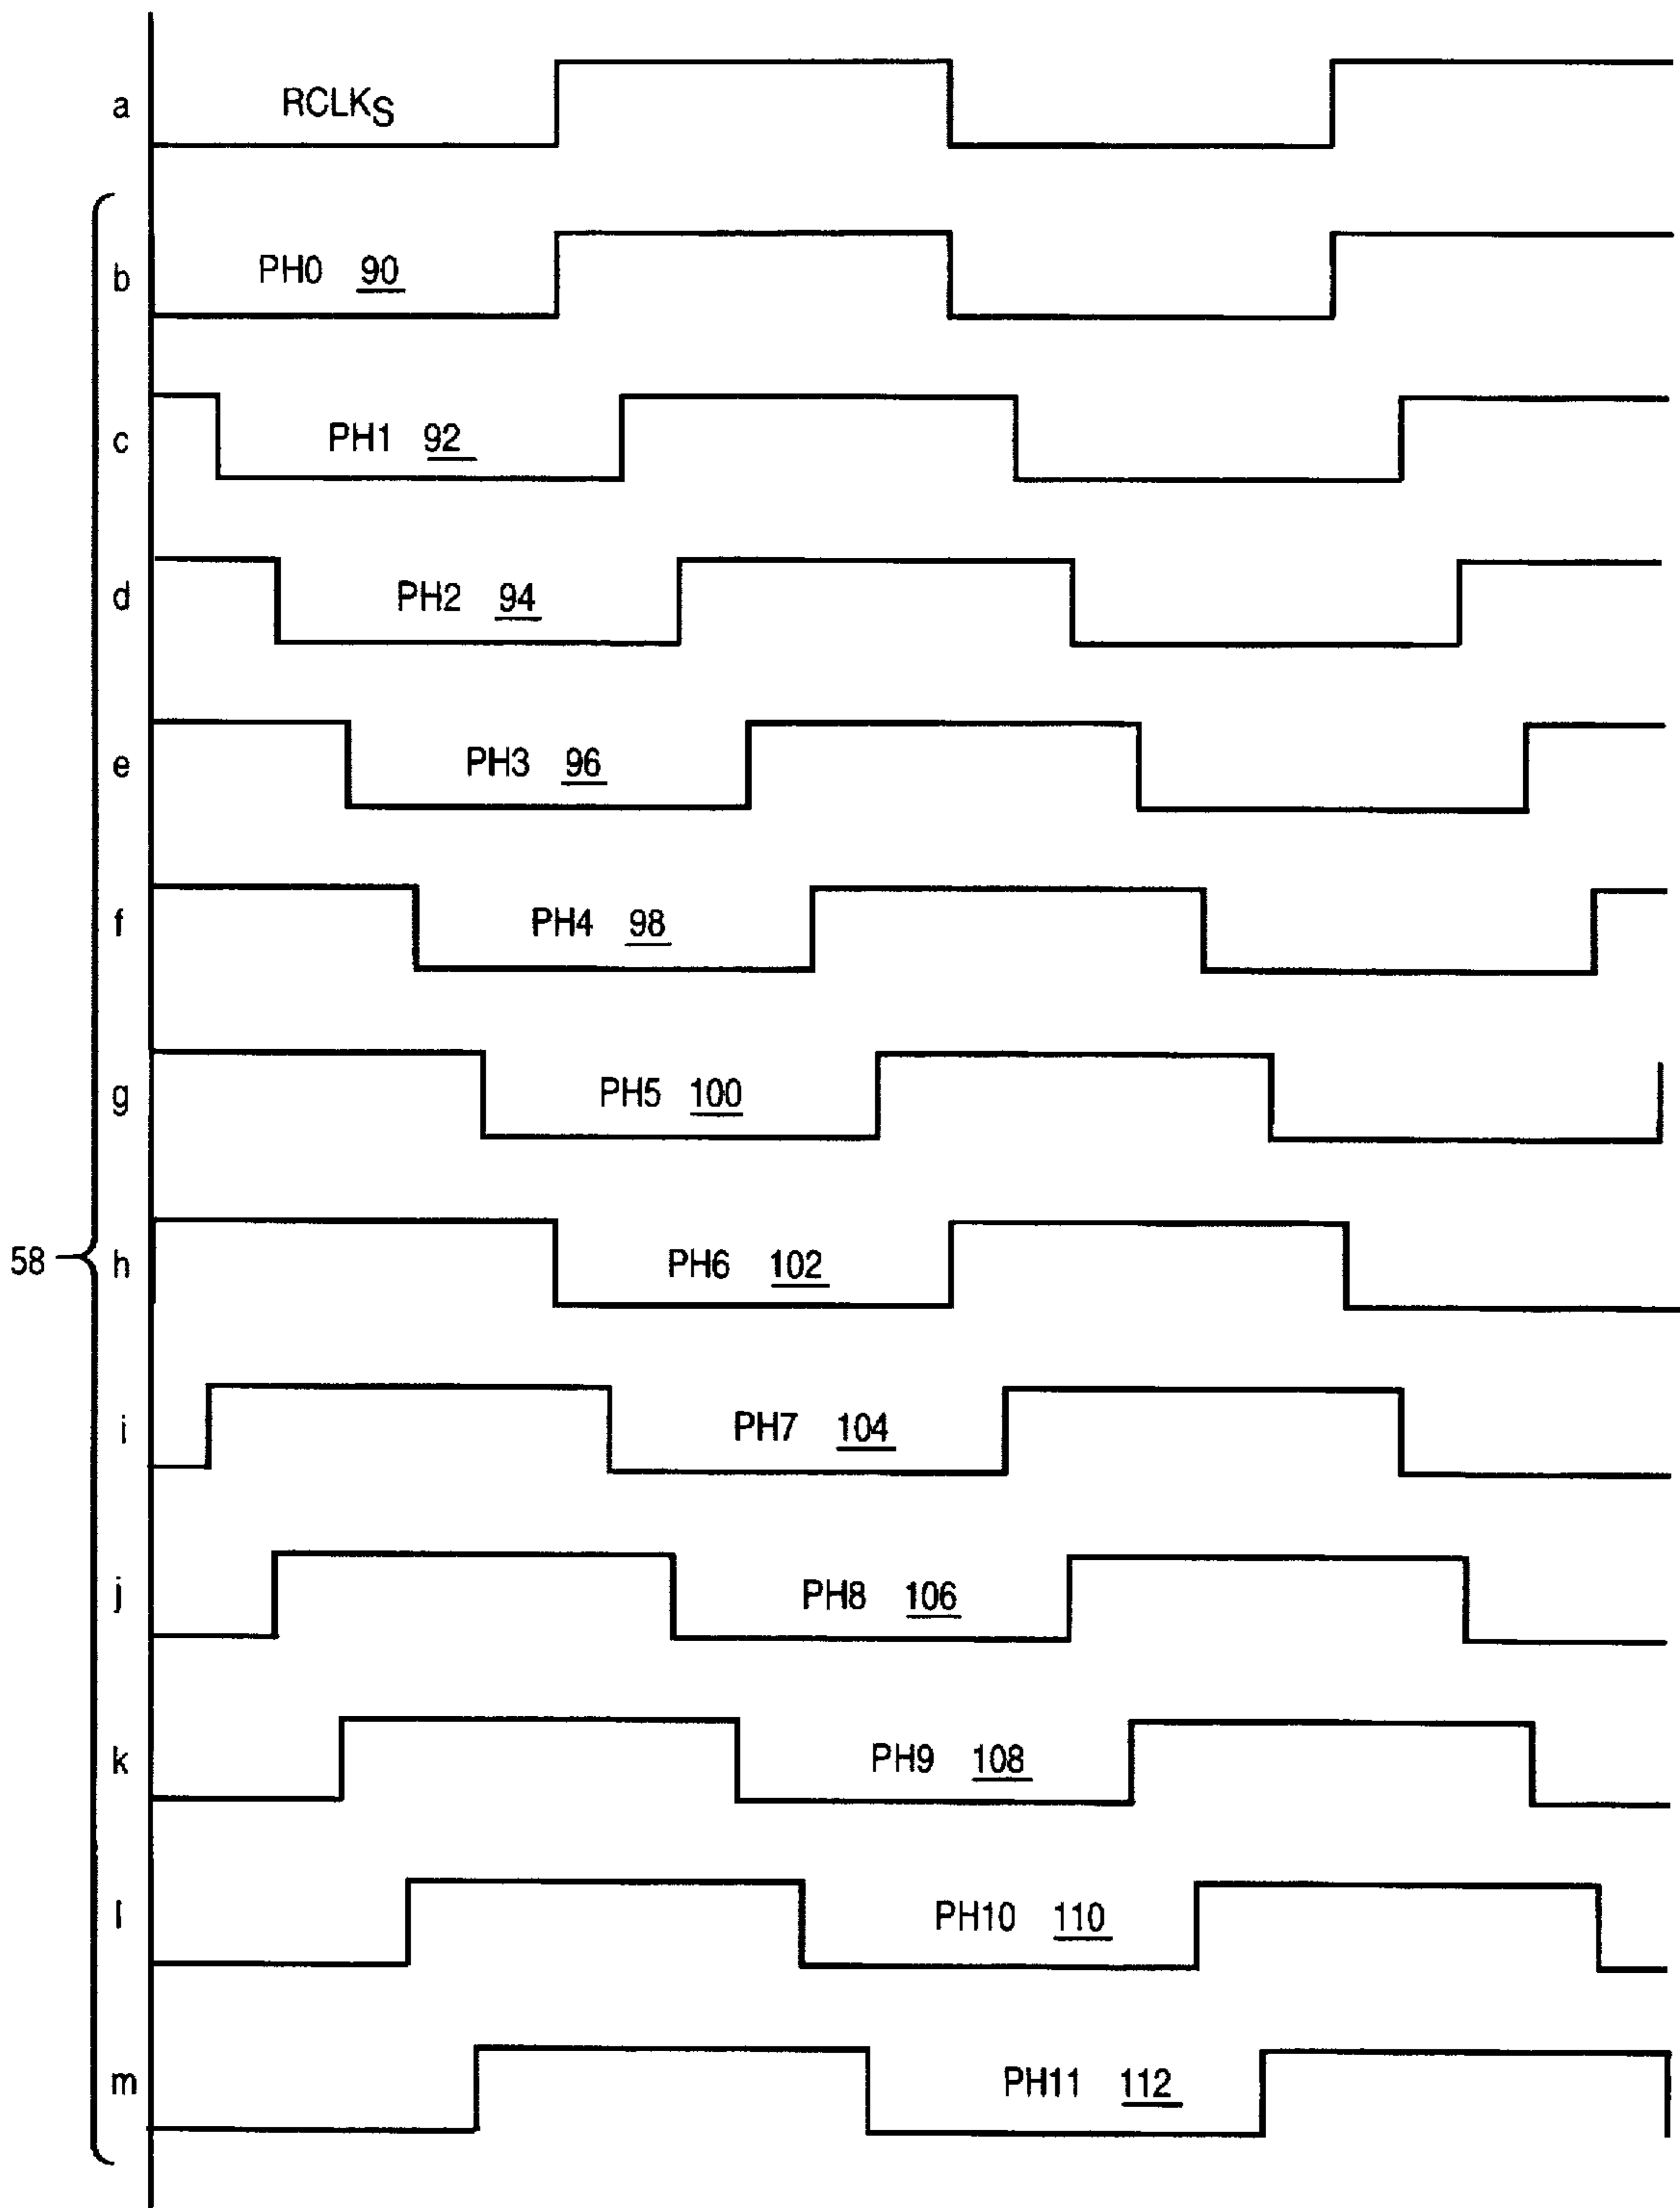 a RCLKS
b PH0 90
c PH1 92
d PH2 94
e PH3 96
f PH4 98
g PH5 100
58 h PH6 102
i PH7 104
j PH8 106
k PH9 108
l PH10 110
m PH11 112